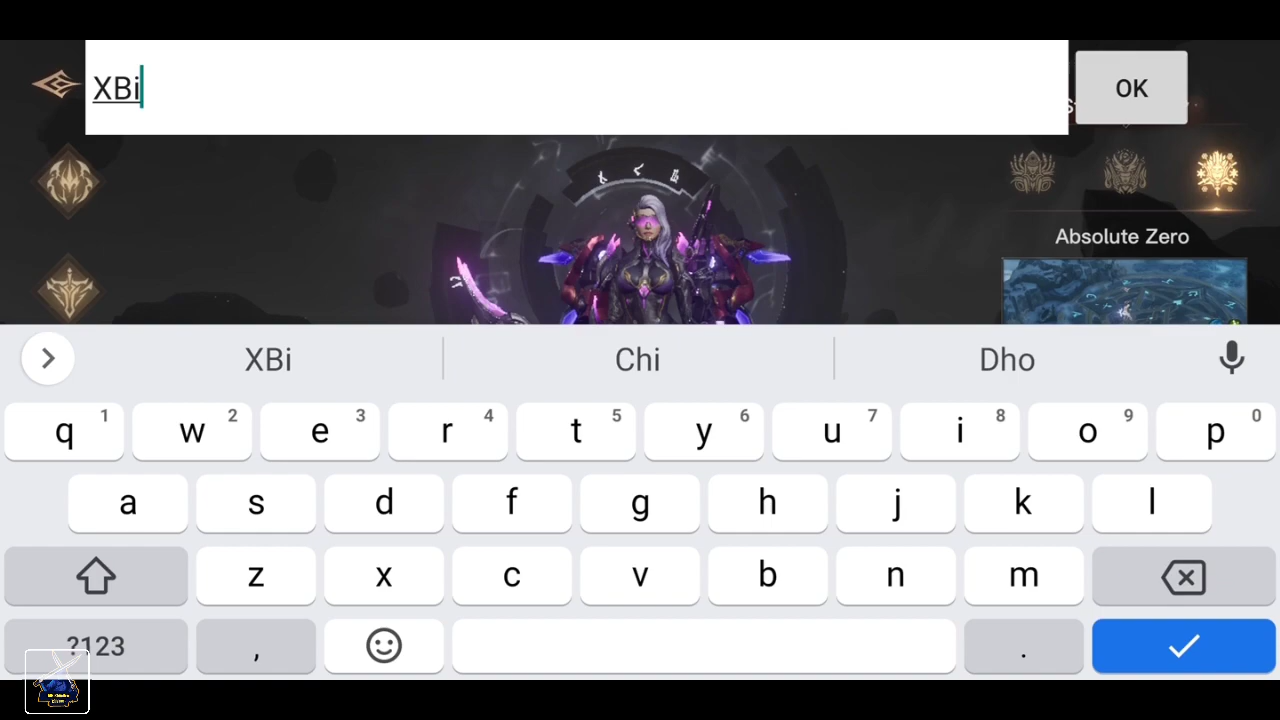 XBi
OK
Absolute Zero
XBi Chi Dho
q 1 w 2 e 3 r 4 t 5 y 6 u 7 i 8 o 9 p 0
a s d f g h j k l
z x c v b n m
?123 , .